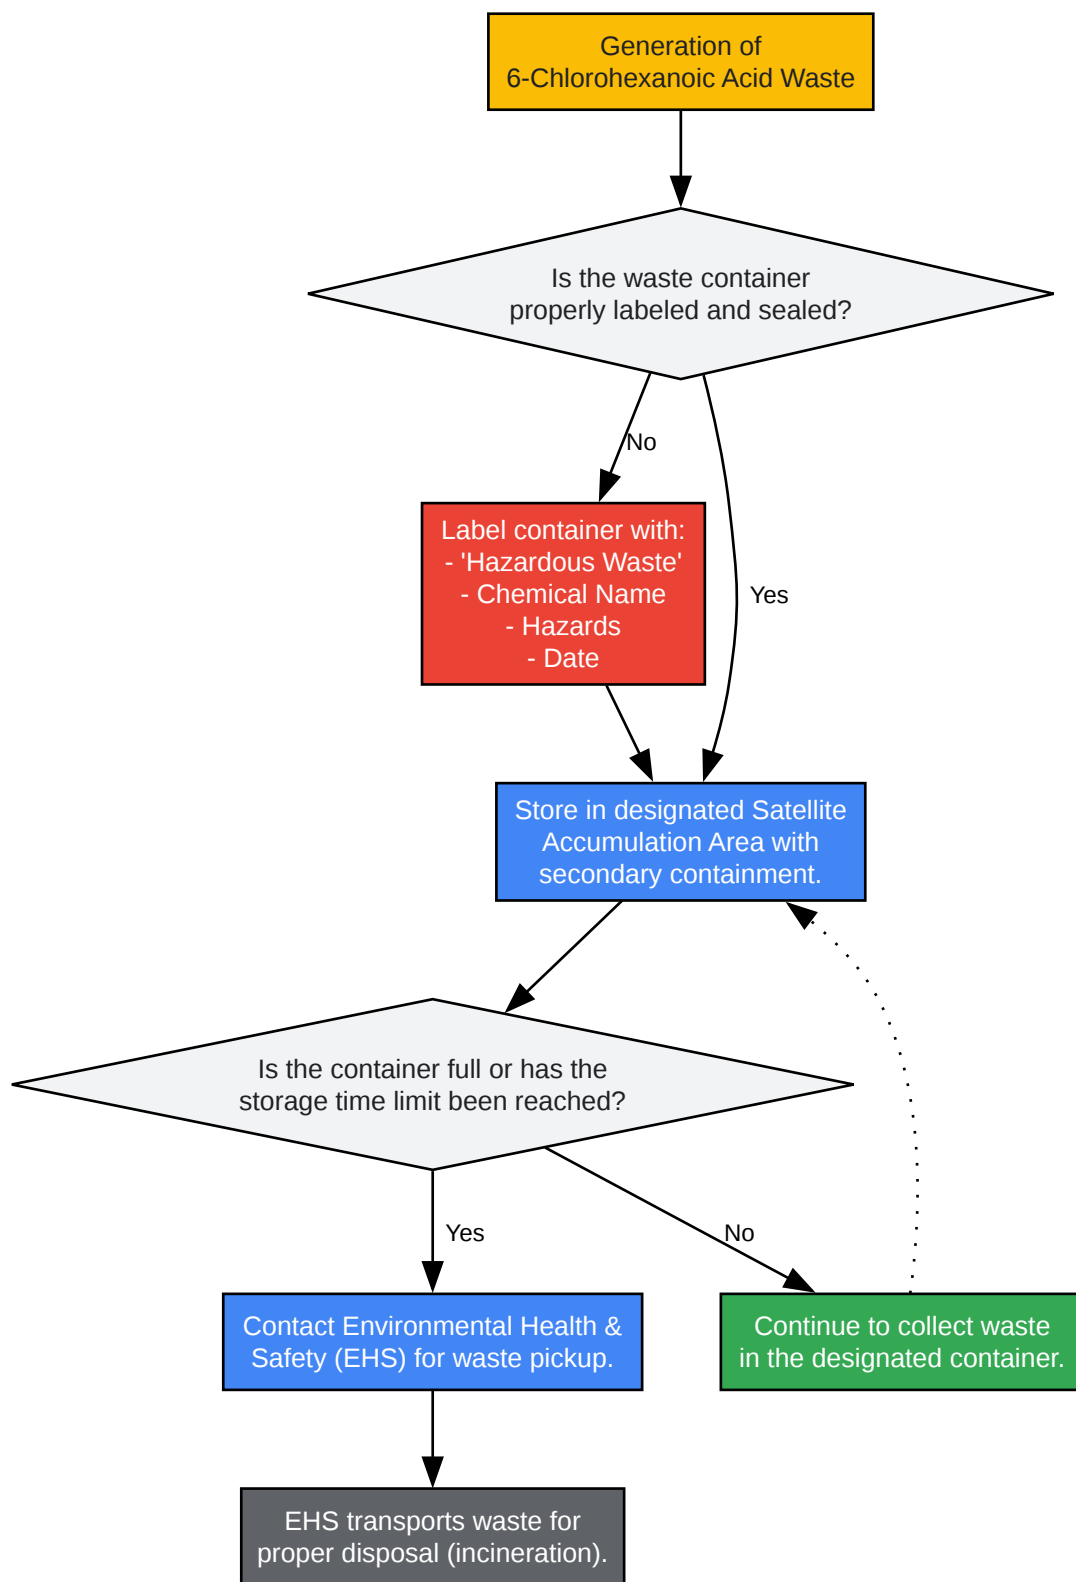 Generation of
6-Chlorohexanoic Acid Waste
Is the waste container
properly labeled and sealed?
No
Yes
Label container with:
- 'Hazardous Waste'
- Chemical Name
- Hazards
- Date
Store in designated Satellite
Accumulation Area with
secondary containment.
Is the container full or has the
storage time limit been reached?
Yes
No
Contact Environmental Health &
Safety (EHS) for waste pickup.
Continue to collect waste
in the designated container.
EHS transports waste for
proper disposal (incineration).